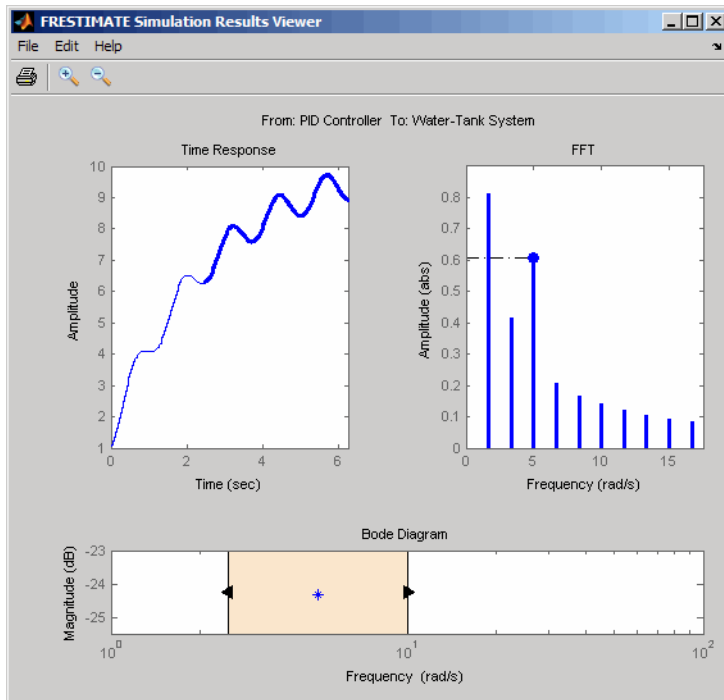 FRESTIMATE Simulation Results Viewer
File Edit Help
From: PID Controller To: Water-Tank System
Time Response
10
9
8
7
6
5
4
3
2
1
Amplitude
0 2 4 6
Time (sec)
FFT
0.8
0.7
0.6
0.5
0.4
0.3
0.2
0.1
0
Amplitude (abs)
0 5 10 15
Frequency (rad/s)
Bode Diagram
-23
-24
-25
Magnitude (dB)
10^0 10^1 10^2
Frequency (rad/s)